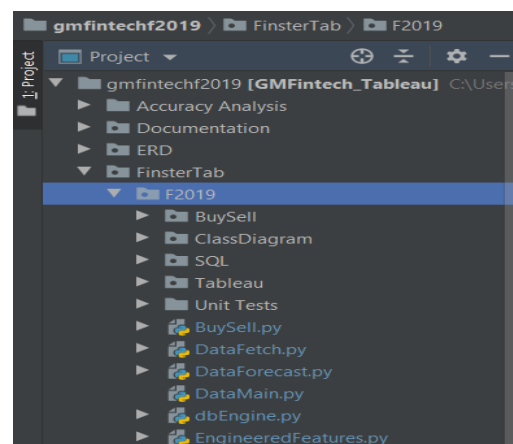 gmfintechf2019 FinsterTab F2019
1: Project
Project
gmfintechf2019 [GMFintech_Tableau] C:\Users
Accuracy Analysis
Documentation
ERD
FinsterTab
F2019
BuySell
ClassDiagram
SQL
Tableau
Unit Tests
BuySell.py
DataFetch.py
DataForecast.py
DataMain.py
dbEngine.py
EngineeredFeatures.py